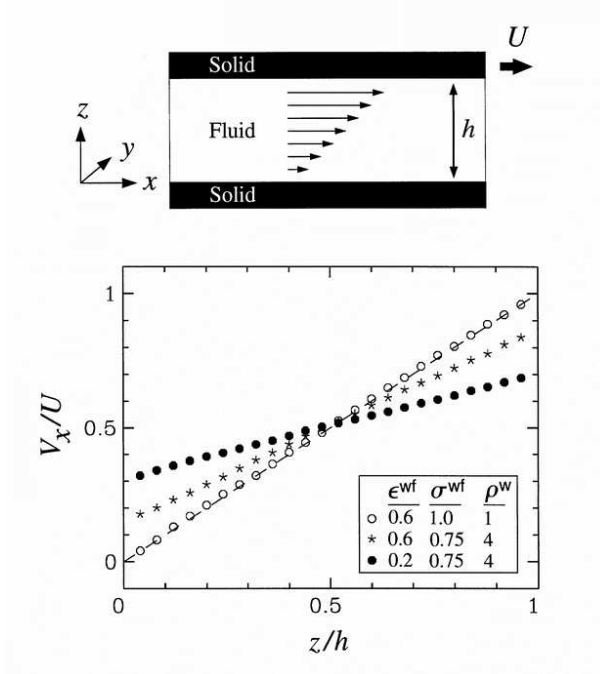 U
Solid
z
Fluid
h
y
x
Solid
1
V_x/U
0.5
ϵ^wf σ^wf ρ^w
○ 0.6 1.0 1
* 0.6 0.75 4
● 0.2 0.75 4
0
0 0.5 1
z/h